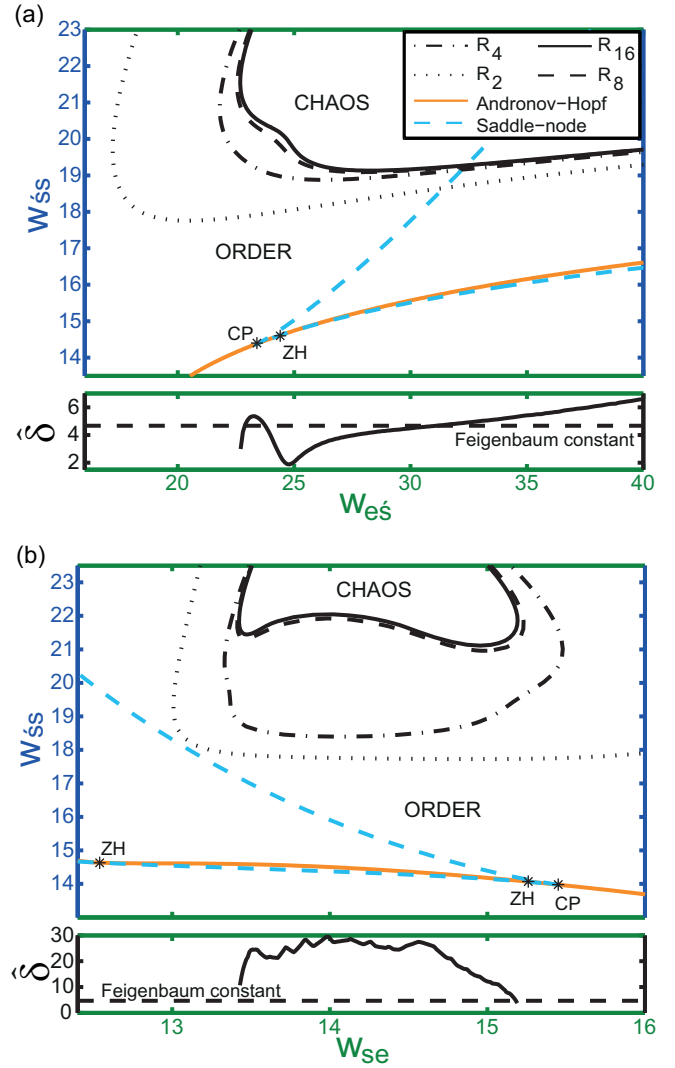 (a)
23
22
21
20
19
18
17
16
15
14
wśs
CHAOS
R4 R16
R2 R8
Andronov−Hopf
Saddle−node
ORDER
CP
ZH
6
4
2
δ̂
Feigenbaum constant
20 25 30 35 40
weś
(b)
23
22
21
20
19
18
17
16
15
14
wśs
CHAOS
ORDER
ZH
ZH
CP
30
20
10
0
δ̂
Feigenbaum constant
13 14 15 16
wse